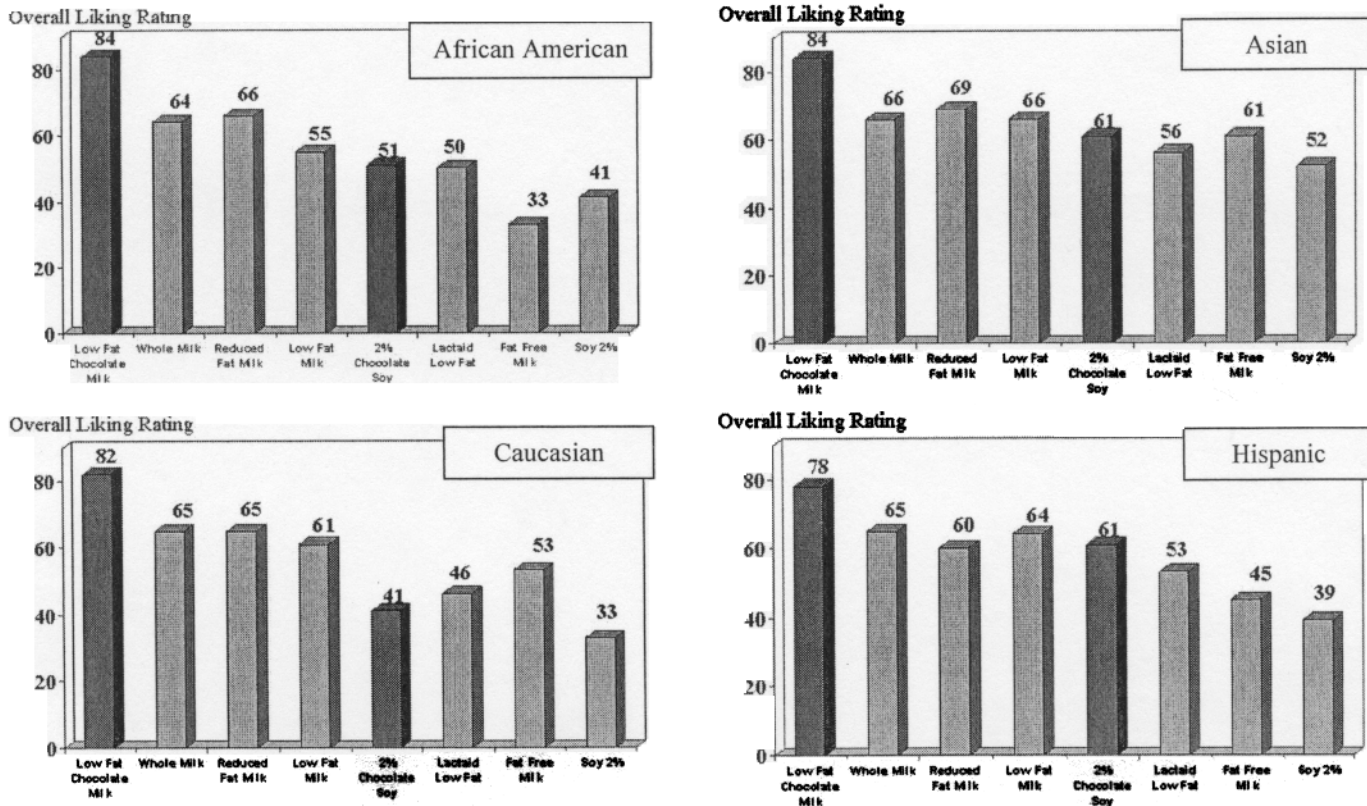 Overall Liking Rating
African American
84
64
66
55
51
50
33
41
80
60
40
20
0
Low Fat
Chocolate
Milk
Whole Milk
Reduced
Fat Milk
Low Fat
Milk
2%
Chocolate
Soy
Lactaid
Low Fat
Fat Free
Milk
Soy 2%
Overall Liking Rating
Asian
84
66
69
66
61
56
61
52
80
60
40
20
0
Low Fat
Chocolate
Milk
Whole Milk
Reduced
Fat Milk
Low Fat
Milk
2%
Chocolate
Soy
Lactaid
Low Fat
Fat Free
Milk
Soy 2%
Overall Liking Rating
Caucasian
82
65
65
61
41
46
53
33
80
60
40
20
0
Low Fat
Chocolate
Milk
Whole Milk
Reduced
Fat Milk
Low Fat
Milk
2%
Chocolate
Soy
Lactaid
Low Fat
Fat Free
Milk
Soy 2%
Overall Liking Rating
Hispanic
78
65
60
64
61
53
45
39
80
60
40
20
0
Low Fat
Chocolate
Milk
Whole Milk
Reduced
Fat Milk
Low Fat
Milk
2%
Chocolate
Soy
Lactaid
Low Fat
Fat Free
Milk
Soy 2%